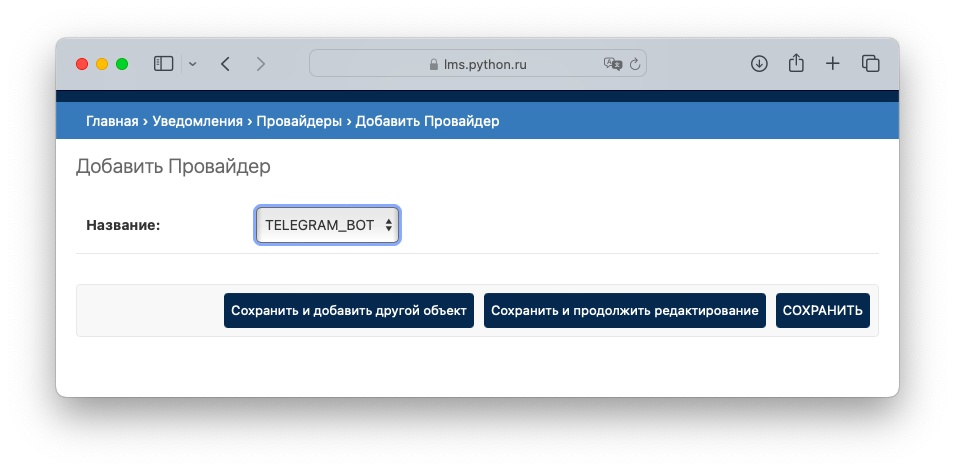 lms.python.ru
Главная › Уведомления › Провайдеры › Добавить Провайдер
Добавить Провайдер
Название: TELEGRAM_BOT
Сохранить и добавить другой объект Сохранить и продолжить редактирование СОХРАНИТЬ